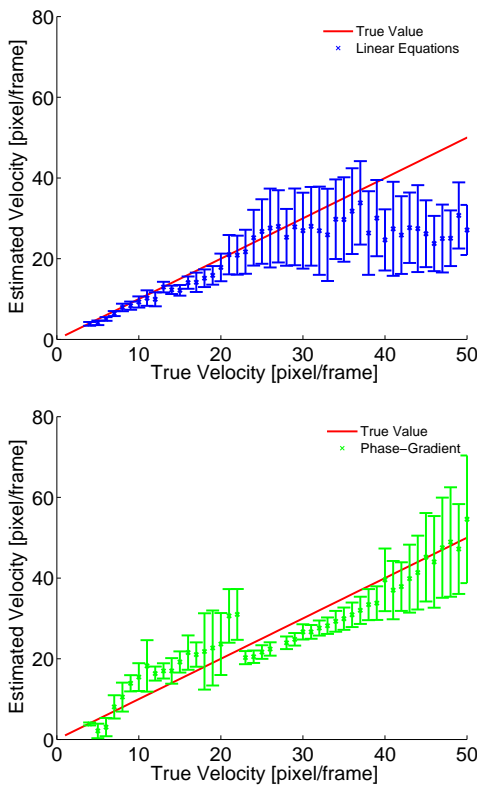 80
60
40
20
0
Estimated Velocity [pixel/frame]
True Value
Linear Equations
0 10 20 30 40 50
True Velocity [pixel/frame]
80
60
40
20
0
Estimated Velocity [pixel/frame]
True Value
Phase−Gradient
0 10 20 30 40 50
True Velocity [pixel/frame]